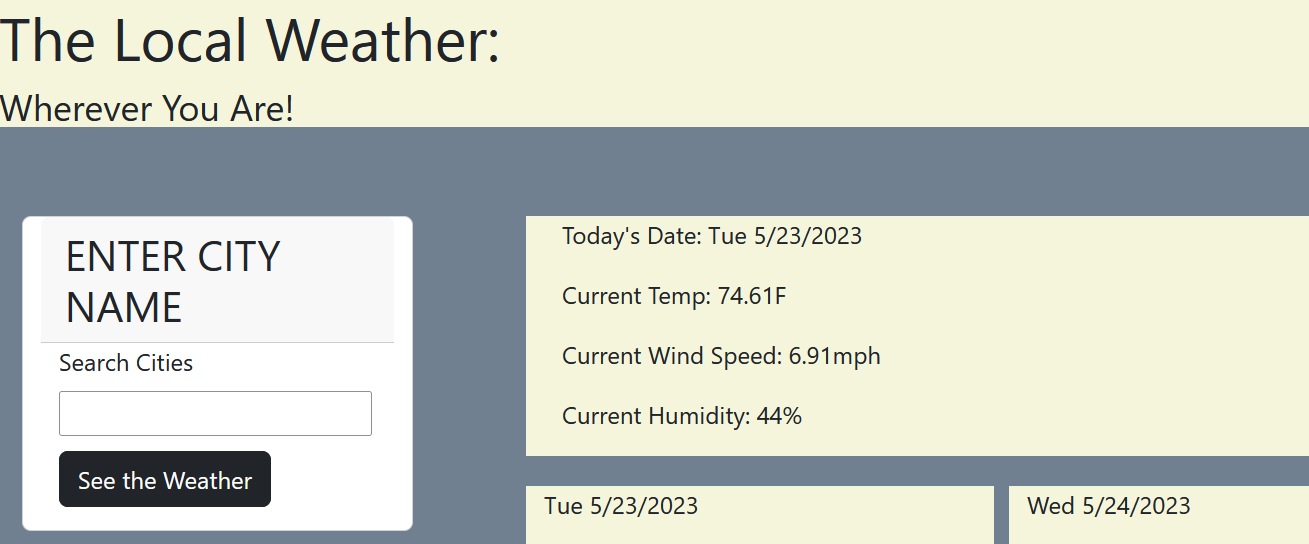 The Local Weather:
Wherever You Are!
ENTER CITY
NAME
Search Cities
See the Weather
Today's Date: Tue 5/23/2023
Current Temp: 74.61F
Current Wind Speed: 6.91mph
Current Humidity: 44%
Tue 5/23/2023
Wed 5/24/2023